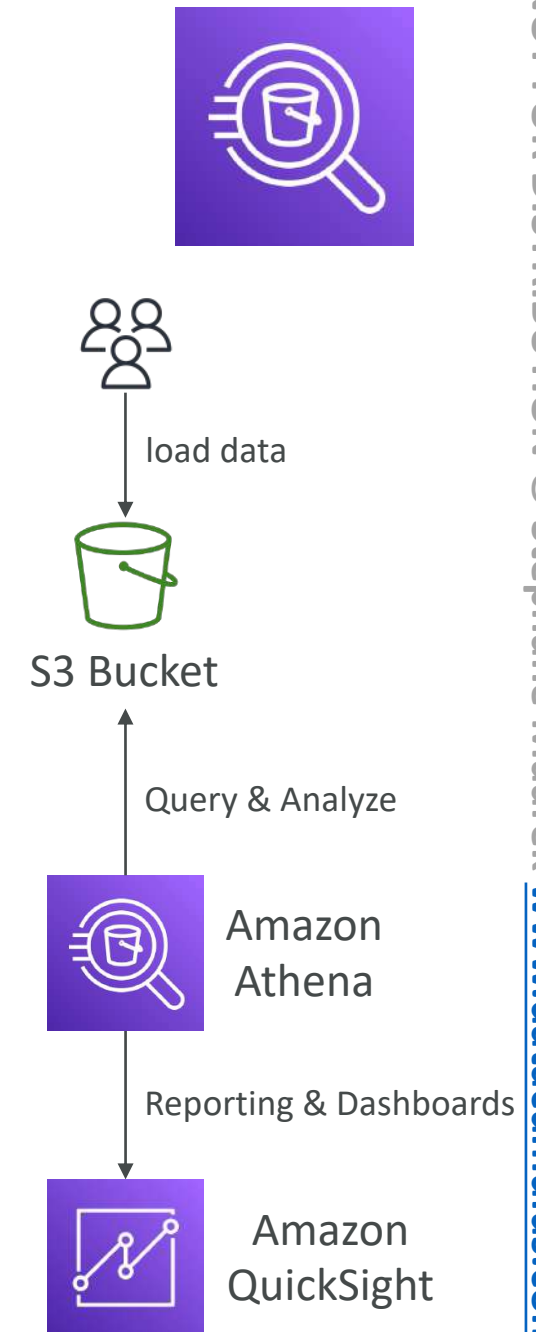 load data
S3 Bucket
Query & Analyze
Amazon
Athena
Reporting & Dashboards
Amazon
QuickSight